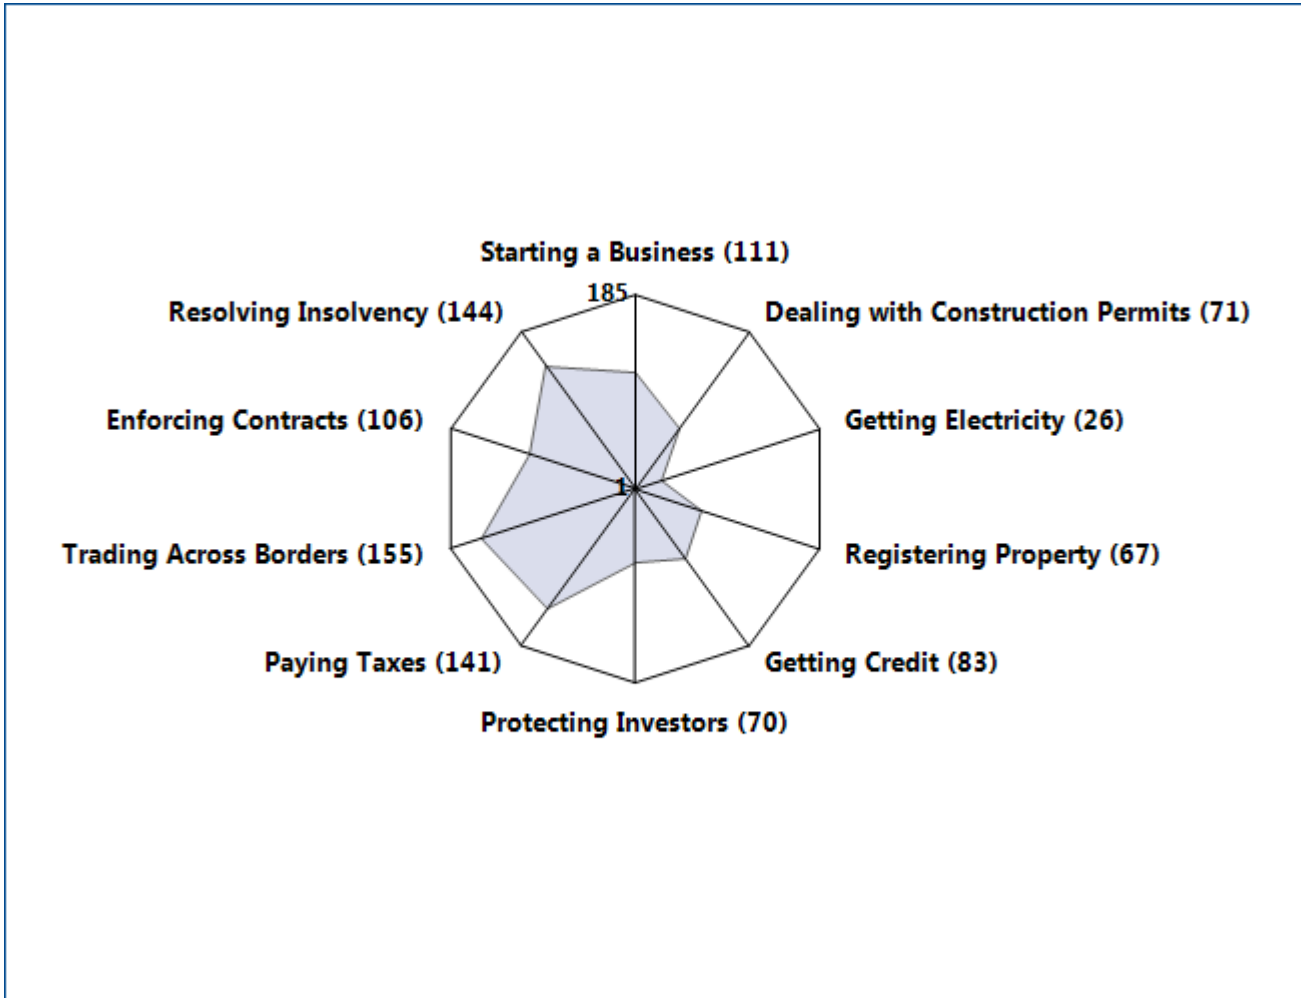 Starting a Business (111)
185
Resolving Insolvency (144)
Dealing with Construction Permits (71)
Enforcing Contracts (106)
Getting Electricity (26)
1
Trading Across Borders (155)
Registering Property (67)
Paying Taxes (141)
Getting Credit (83)
Protecting Investors (70)